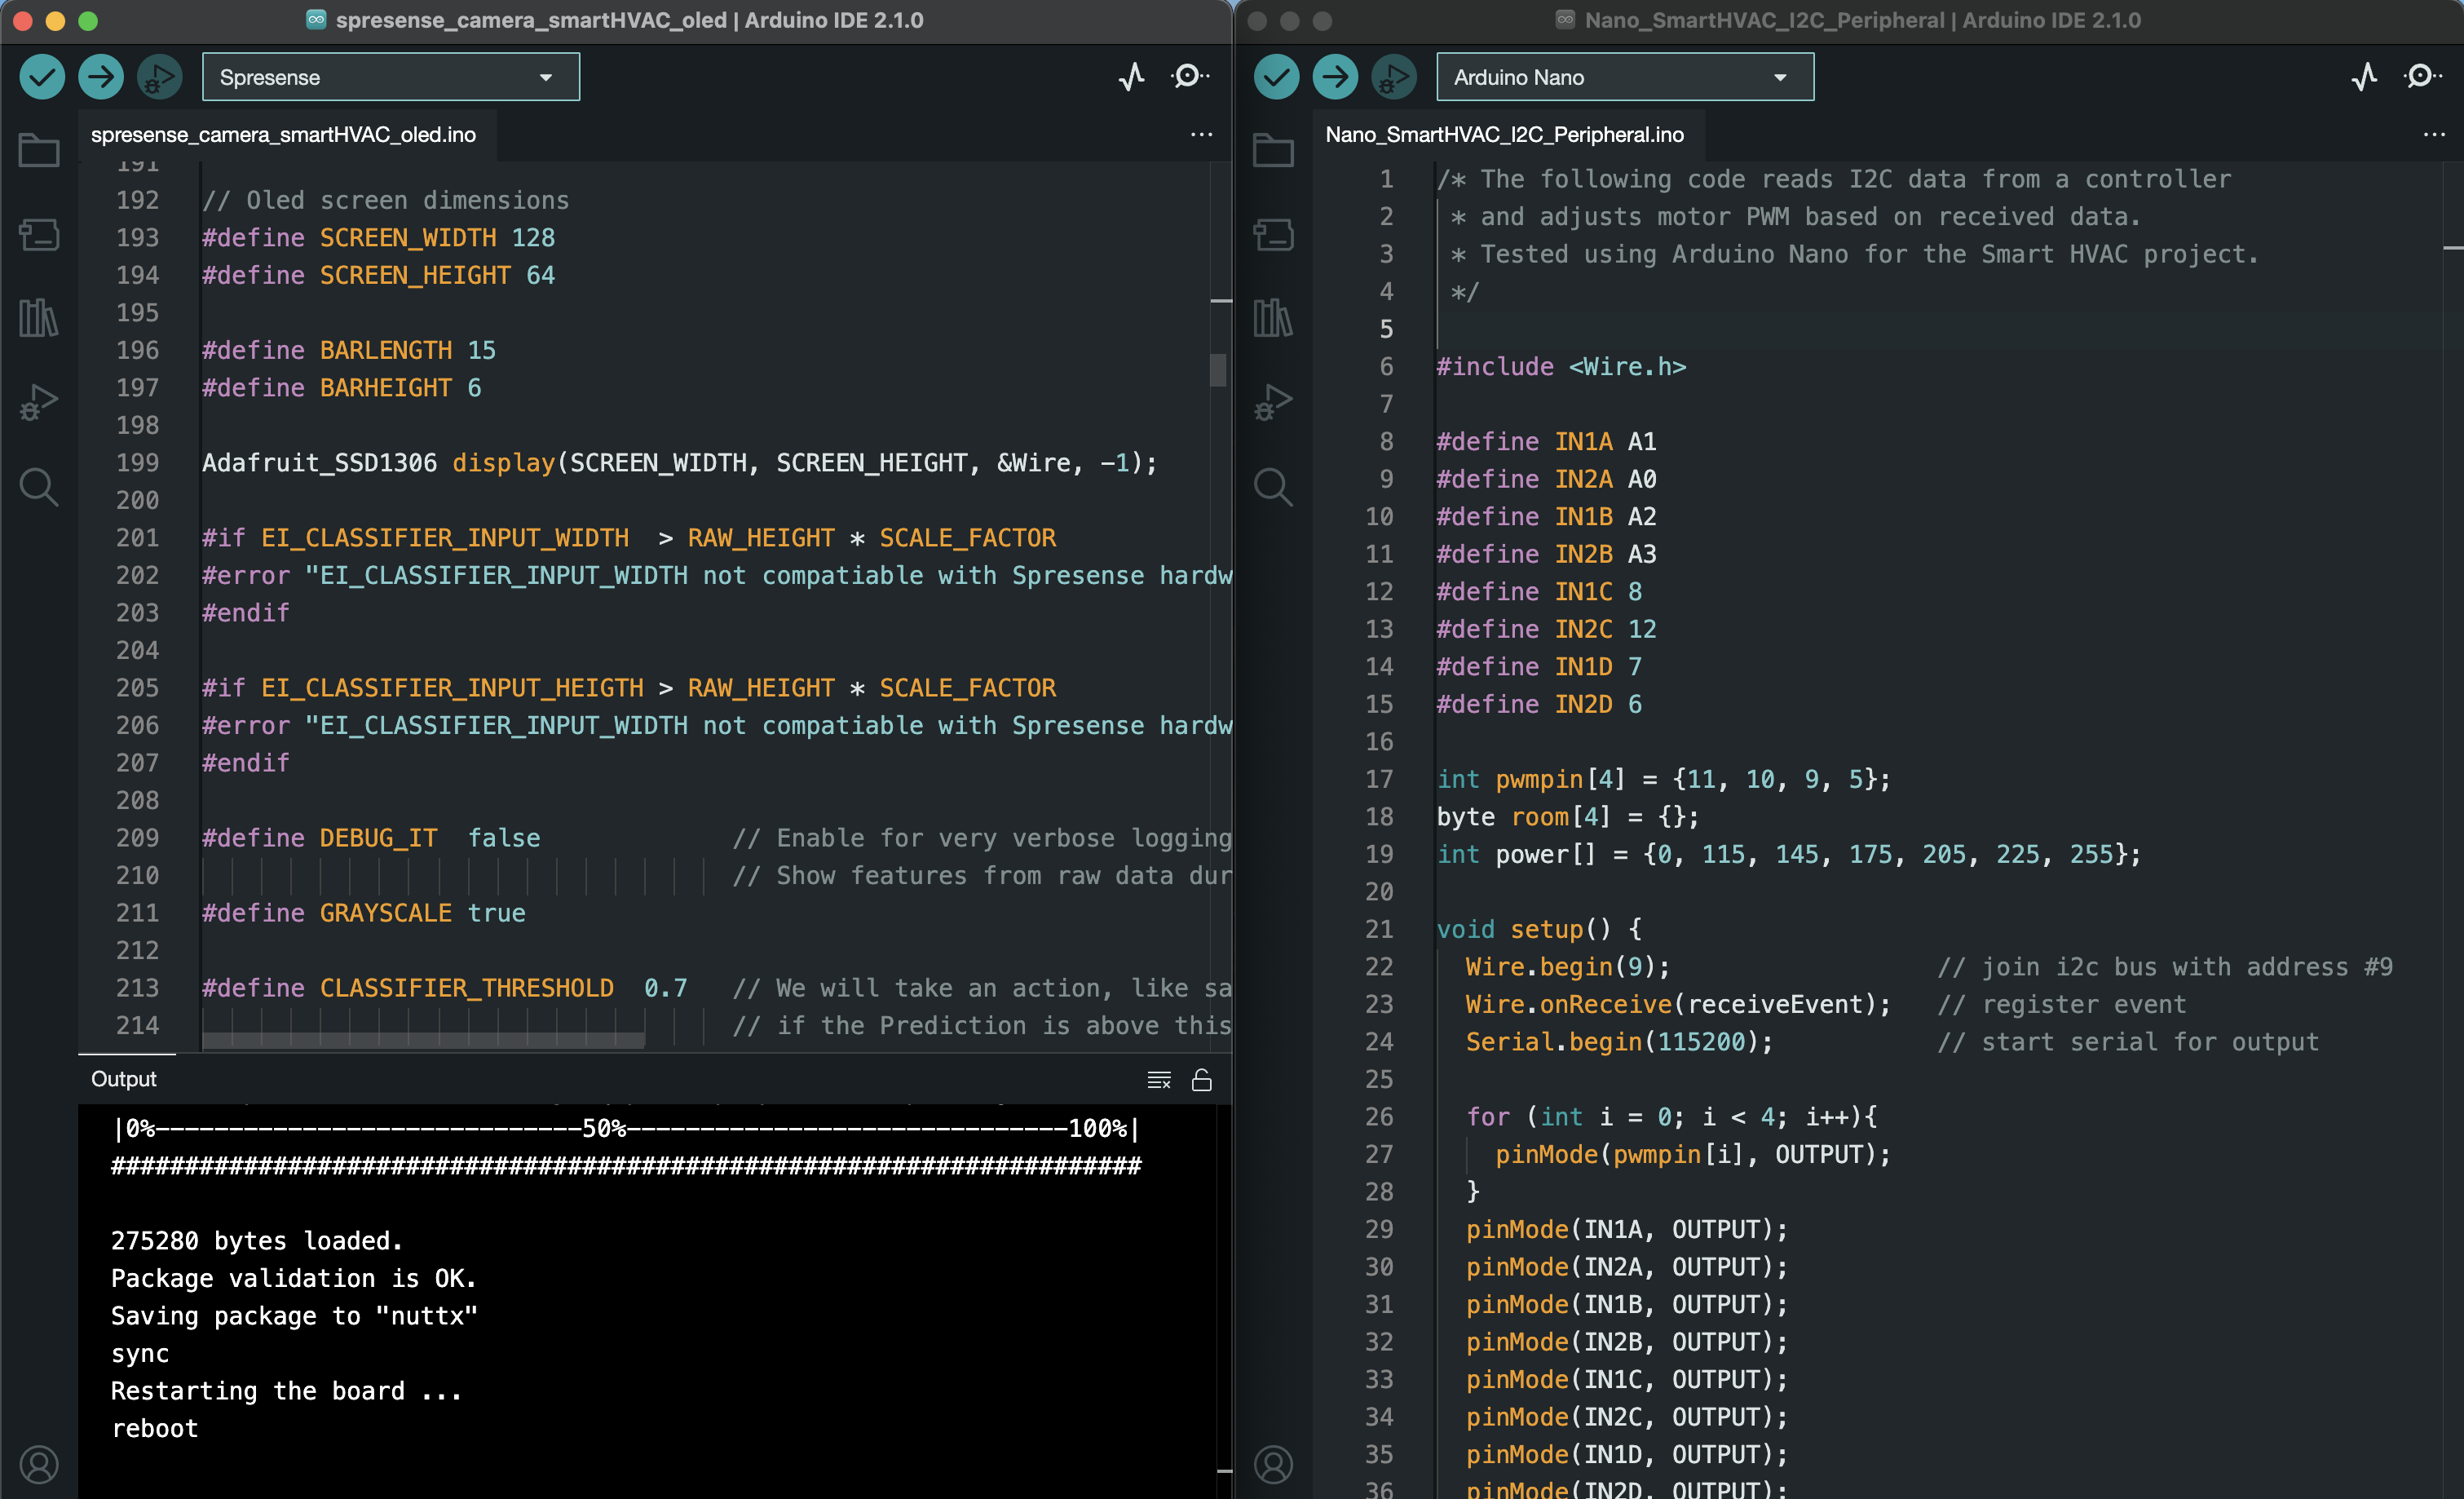 spresense_camera_smartHVAC_oled | Arduino IDE 2.1.0
Spresense
spresense_camera_smartHVAC_oled.ino
191
192 // Oled screen dimensions
193 #define SCREEN_WIDTH 128
194 #define SCREEN_HEIGHT 64
195
196 #define BARLENGTH 15
197 #define BARHEIGHT 6
198
199 Adafruit_SSD1306 display(SCREEN_WIDTH, SCREEN_HEIGHT, &Wire, -1);
200
201 #if EI_CLASSIFIER_INPUT_WIDTH  > RAW_HEIGHT * SCALE_FACTOR
202 #error "EI_CLASSIFIER_INPUT_WIDTH not compatiable with Spresense hardw
203 #endif
204
205 #if EI_CLASSIFIER_INPUT_HEIGTH > RAW_HEIGHT * SCALE_FACTOR
206 #error "EI_CLASSIFIER_INPUT_WIDTH not compatiable with Spresense hardw
207 #endif
208
209 #define DEBUG_IT  false // Enable for very verbose logging
210 // Show features from raw data dur
211 #define GRAYSCALE true
212
213 #define CLASSIFIER_THRESHOLD  0.7 // We will take an action, like sa
214 // if the Prediction is above this
Output
|0%-----------------------------50%------------------------------100%|
######################################################################
275280 bytes loaded.
Package validation is OK.
Saving package to "nuttx"
sync
Restarting the board ...
reboot
Nano_SmartHVAC_I2C_Peripheral | Arduino IDE 2.1.0
Arduino Nano
Nano_SmartHVAC_I2C_Peripheral.ino
1 /* The following code reads I2C data from a controller
2 * and adjusts motor PWM based on received data.
3 * Tested using Arduino Nano for the Smart HVAC project.
4 */
5
6 #include <Wire.h>
7
8 #define IN1A A1
9 #define IN2A A0
10 #define IN1B A2
11 #define IN2B A3
12 #define IN1C 8
13 #define IN2C 12
14 #define IN1D 7
15 #define IN2D 6
16
17 int pwmpin[4] = {11, 10, 9, 5};
18 byte room[4] = {};
19 int power[] = {0, 115, 145, 175, 205, 225, 255};
20
21 void setup() {
22 Wire.begin(9); // join i2c bus with address #9
23 Wire.onReceive(receiveEvent); // register event
24 Serial.begin(115200); // start serial for output
25
26 for (int i = 0; i < 4; i++){
27 pinMode(pwmpin[i], OUTPUT);
28 }
29 pinMode(IN1A, OUTPUT);
30 pinMode(IN2A, OUTPUT);
31 pinMode(IN1B, OUTPUT);
32 pinMode(IN2B, OUTPUT);
33 pinMode(IN1C, OUTPUT);
34 pinMode(IN2C, OUTPUT);
35 pinMode(IN1D, OUTPUT);
36 pinMode(IN2D, OUTPUT);